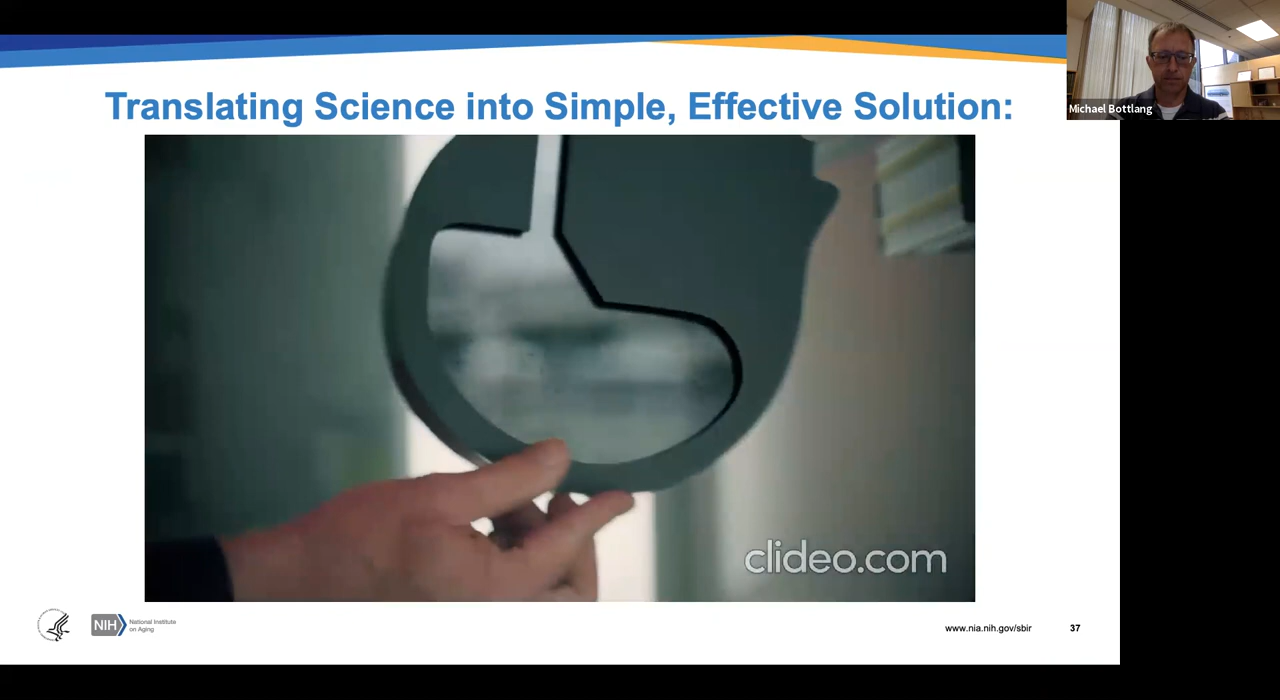 Translating Science into Simple, Effective Solution:
Michael Bottlang
clideo.com
NIH
National Institute
on Aging
www.nia.nih.gov/sbir
37